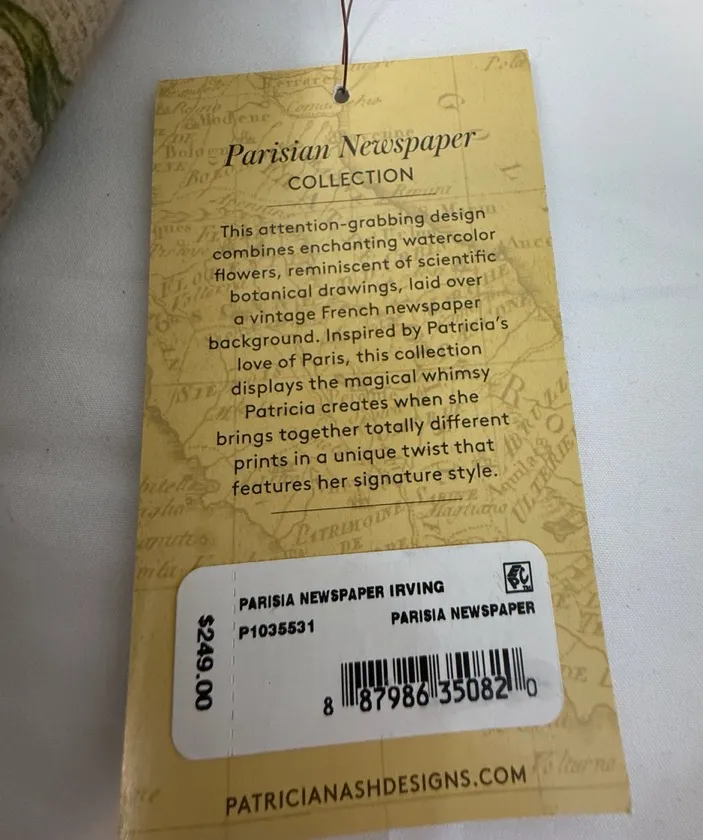 Parisian Newspaper
COLLECTION
This attention-grabbing design
combines enchanting watercolor
flowers, reminiscent of scientific
botanical drawings, laid over
a vintage French newspaper
background. Inspired by Patricia's
love of Paris, this collection
displays the magical whimsy
Patricia creates when she
brings together totally different
prints in a unique twist that
features her signature style.
PARISIA NEWSPAPER IRVING
P1035531 PARISIA NEWSPAPER
$249.00
8 87986 35082 0
PATRICIANASHDESIGNS.COM